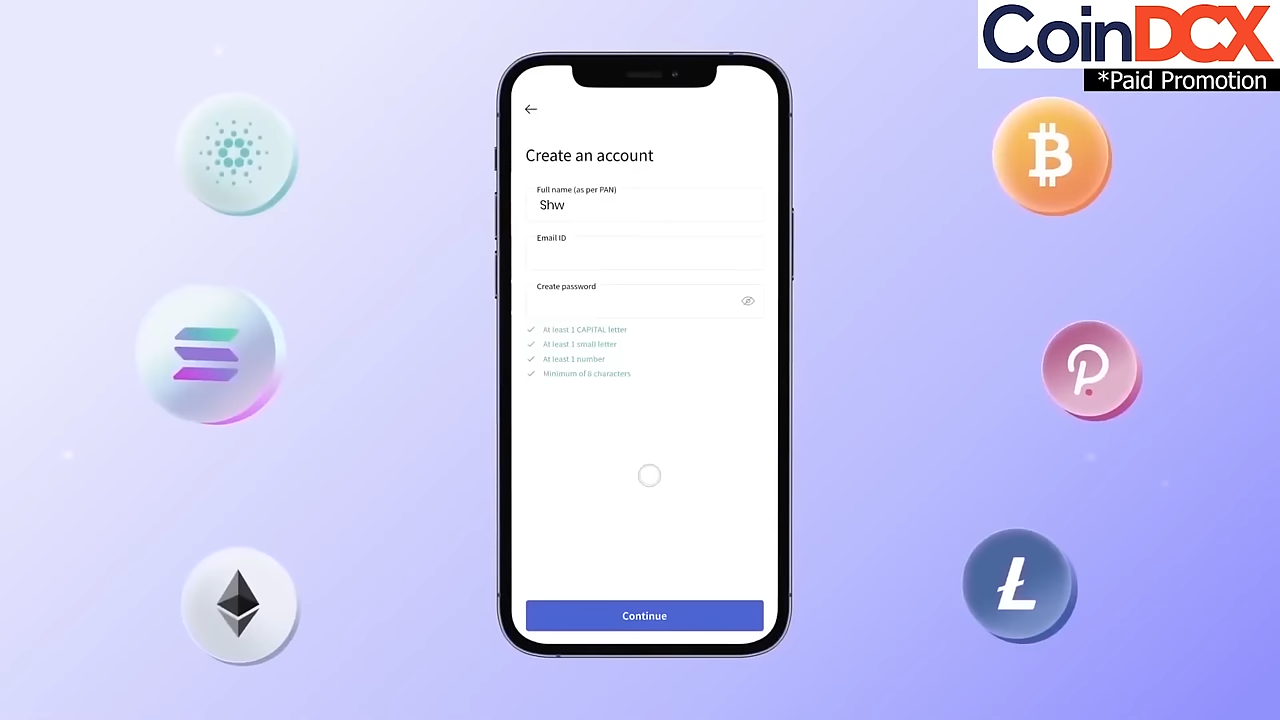 CoinDCX
*Paid Promotion
Create an account
Full name (as per PAN)
Shw
Email ID
Create password
At least 1 CAPITAL letter
At least 1 small letter
At least 1 number
Minimum of 8 characters
Continue